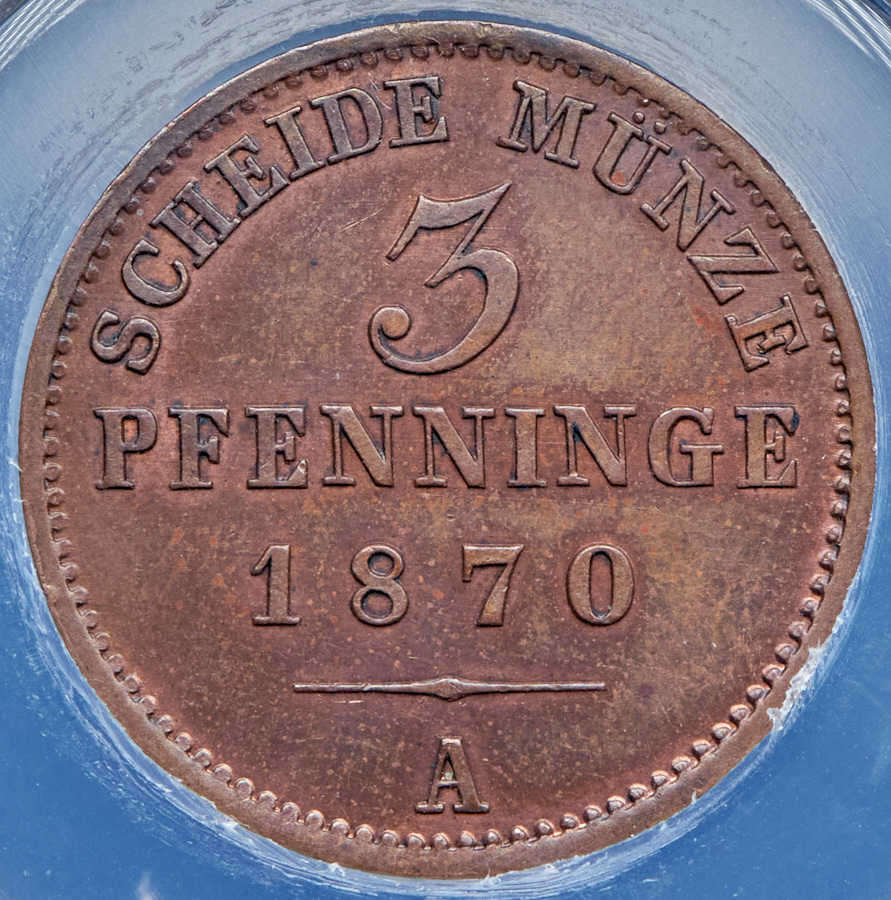 SCHEIDE MÜNZE
3
PFENNINGE
1870
A